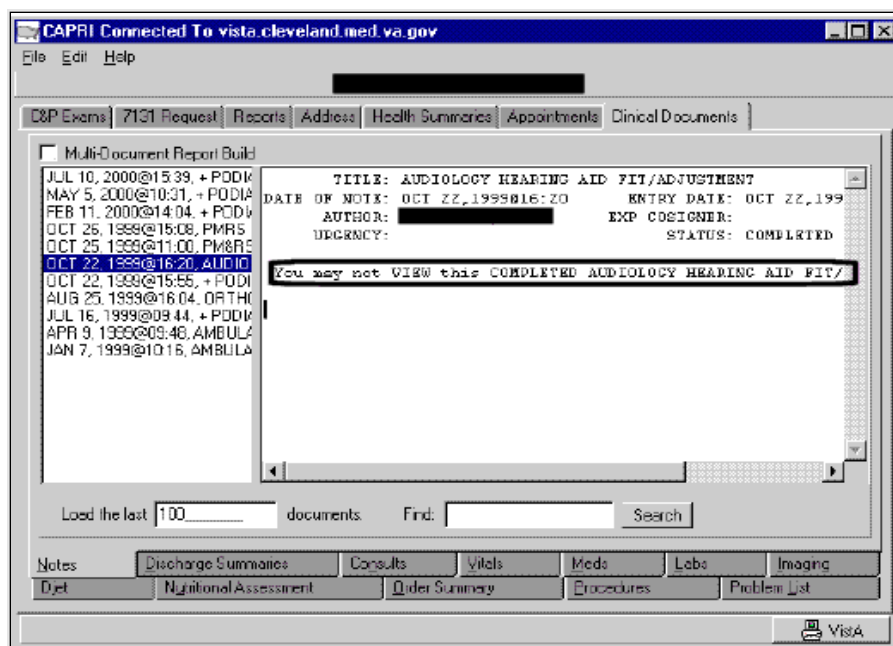 CAPRI Connected To vista.cleveland.med.va.gov
File Edit Help
C&P Exams 7131 Request Reports Address Health Summaries Appointments Clinical Documents
Multi-Document Report Build
JUL 10, 2000@15:39, + PODIA
MAY 5, 2000@10:31, + PODIA
FEB 11, 2000@14:04, + PODIA
OCT 26, 1999@15:08, PMRS
OCT 25, 1999@11:00, PM&RS
OCT 22, 1999@16:20, AUDIO
OCT 22, 1999@15:55, + PODI
AUG 25, 1999@16:04, ORTHO
JUL 16, 1999@09:44, + PODIA
APR 9, 1999@09:48, AMBULA
JAN 7, 1999@10:16, AMBULA
TITLE: AUDIOLOGY HEARING AID FIT/ADJUSTMENT
DATE OF NOTE: OCT 22,1999@16:20 ENTRY DATE: OCT 22,199
AUTHOR: EXP COSIGNER:
URGENCY: STATUS: COMPLETED
You may not VIEW this COMPLETED AUDIOLOGY HEARING AID FIT/
Load the last 100 documents. Find: Search
Notes Discharge Summaries Consults Vitals Meds Labs Imaging
Diet Nutritional Assessment Order Summary Procedures Problem List
VistA